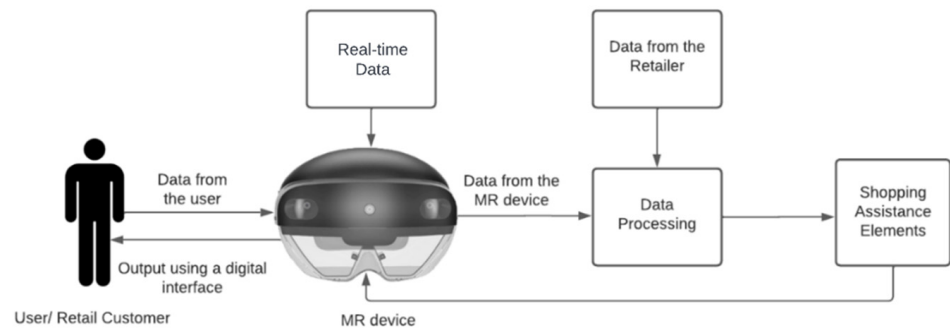 Real-time
Data
Data from the
Retailer
Data from
the user
Data from the
MR device
Data
Processing
Shopping
Assistance
Elements
Output using a digital
interface
User/ Retail Customer
MR device